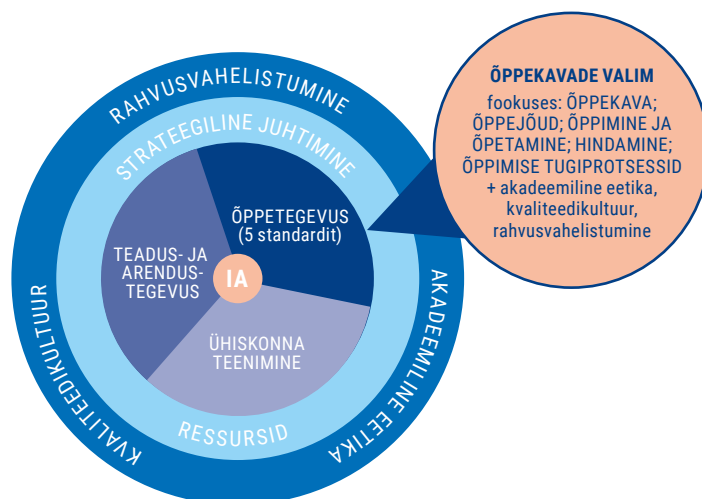 RAHVUSVAHELISTUMINE
STRATEEGILINE JUHTIMINE
ÕPPETEGEVUS
(5 standardit)
TEADUS- JA
ARENDUS-
TEGEVUS
IA
ÜHISKONNA
TEENIMINE
RESSURSID
KVALITEEDIKULTUUR
AKADEEMILINE EETIKA
ÕPPEKAVADE VALIM
fookuses: ÕPPEKAVA;
ÕPPEJÕUD; ÕPPIMINE JA
ÕPETAMINE; HINDAMINE;
ÕPPIMISE TUGIPROTSESSID
+ akadeemiline eetika,
kvaliteedikultuur,
rahvusvahelistumine